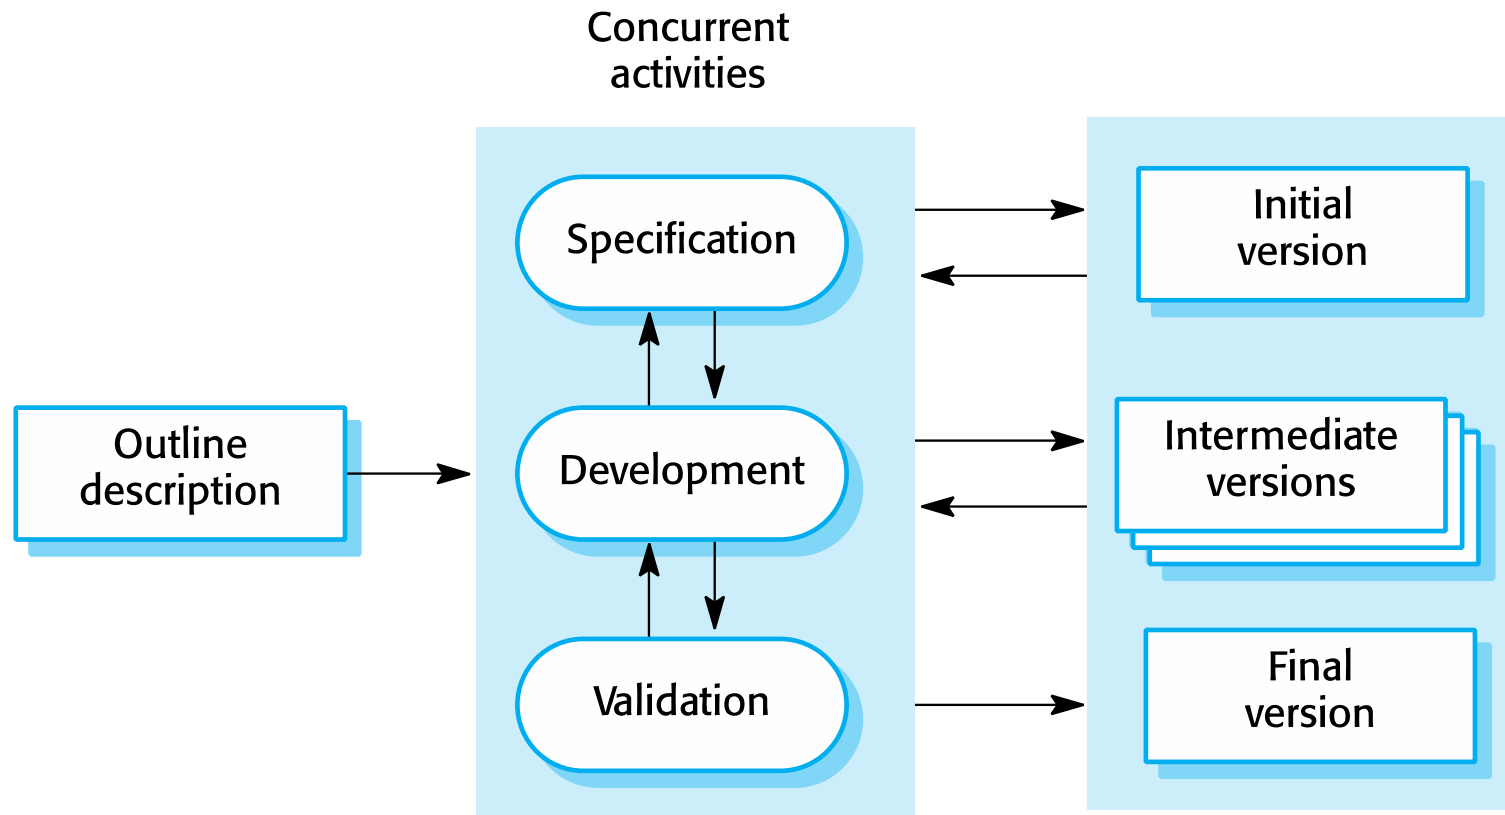 Concurrent
activities
Specification
Initial
version
Outline
description
Development
Intermediate
versions
Validation
Final
version